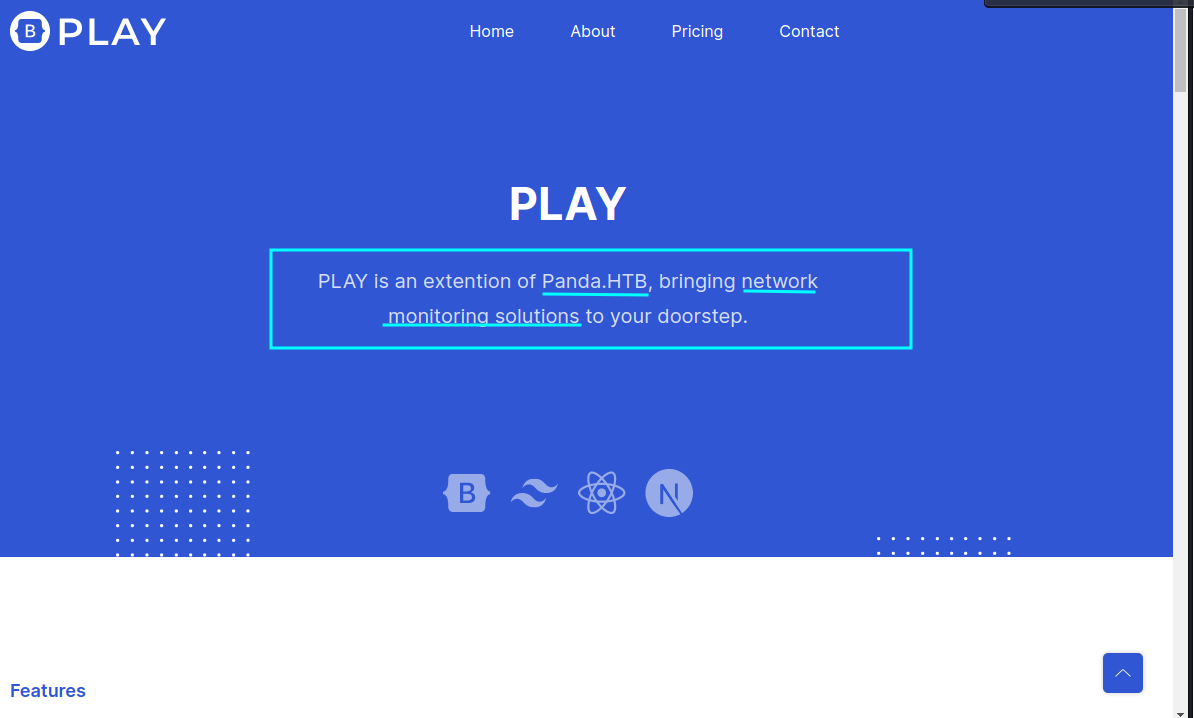 B PLAY
Home About Pricing Contact
PLAY
PLAY is an extention of Panda.HTB, bringing network
monitoring solutions to your doorstep.
B N
Features